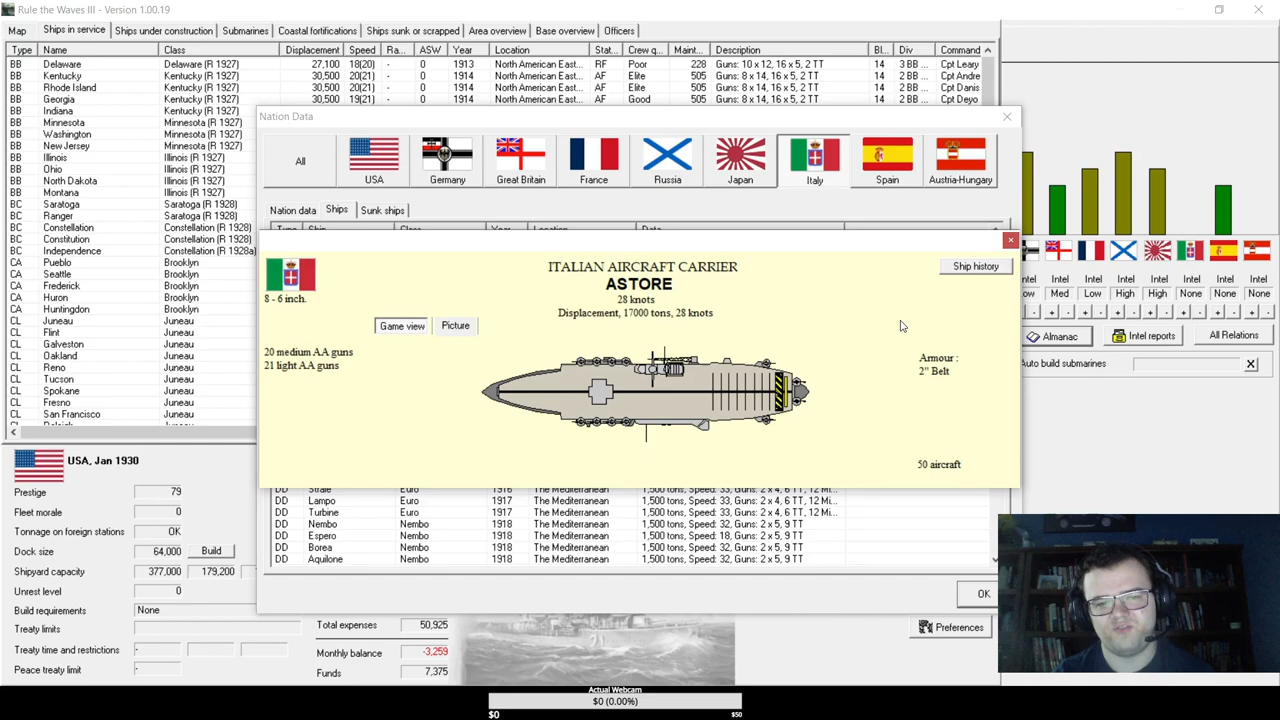 Rule the Waves III - Version 1.00.19
Map Ships in service Ships under construction Submarines Coastal fortifications Ships sunk or scrapped Area overview Base overview Officers
Type Name Class Displacement Speed Ra... ASW Year Location Stat... Crew q... Maint... Description Bl... Div Command
BB Delaware Delaware (R 1927) 27,100 18(20) - 0 1913 North American East... RF Poor 228 Guns: 10 x 12, 16 x 5, 2 TT 14 3 BB ... Cpt Leary
BB Kentucky Kentucky (R 1927) 30,500 20(21) - 0 1914 North American East... AF Elite 505 Guns: 8 x 14, 16 x 5, 2 TT 14 2 BB ... Cpt Andre
BB Rhode Island Kentucky (R 1927) 30,500 20(21) - 0 1914 North American East... AF Elite 505 Guns: 8 x 14, 16 x 5, 2 TT 14 2 BB ... Cpt Danis
BB Georgia Kentucky (R 1927) 30,500 19(21) - 0 1914 North American East... AF Good 505 Guns: 8 x 14, 16 x 5, 2 TT 14 2 BB ... Cpt Deyo
BB Indiana Kentucky (R 1927)
BB Minnesota Minnesota (R 1927)
BB Washington Minnesota (R 1927)
BB New Jersey Minnesota (R 1927)
BB Illinois Illinois (R 1927)
BB Ohio Illinois (R 1927)
BB North Dakota Illinois (R 1927)
BB Montana Illinois (R 1927)
BC Saratoga Saratoga (R 1928)
BC Ranger Saratoga (R 1928)
BC Constellation Constellation (R 1928)
BC Constitution Constellation (R 1928)
BC Independence Constellation (R 1928a)
CA Pueblo Brooklyn
CA Seattle Brooklyn
CA Frederick Brooklyn
CA Huron Brooklyn
CA Huntingdon Brooklyn
CL Juneau Juneau
CL Flint Juneau
CL Galveston Juneau
CL Oakland Juneau
CL Reno Juneau
CL Tucson Juneau
CL Spokane Juneau
CL Fresno Juneau
CL San Francisco Juneau
Nation Data
All USA Germany Great Britain France Russia Japan Italy Spain Austria-Hungary
Nation data Ships Sunk ships
ITALIAN AIRCRAFT CARRIER
ASTORE
28 knots
Displacement, 17000 tons, 28 knots
Ship history
8 - 6 inch.
Game view Picture
20 medium AA guns
21 light AA guns
Armour :
2" Belt
50 aircraft
DD Strale Euro 1916 The Mediterranean 1,500 tons, Speed: 33, Guns: 2 x 4, 6 TT, 12 Mi...
DD Lampo Euro 1917 The Mediterranean 1,500 tons, Speed: 33, Guns: 2 x 4, 6 TT, 12 Mi...
DD Turbine Euro 1917 The Mediterranean 1,500 tons, Speed: 33, Guns: 2 x 4, 6 TT, 12 Mi...
DD Nembo Nembo 1918 The Mediterranean 1,500 tons, Speed: 32, Guns: 2 x 5, 9 TT
DD Espero Nembo 1918 The Mediterranean 1,500 tons, Speed: 18, Guns: 2 x 5, 9 TT
DD Borea Nembo 1918 The Mediterranean 1,500 tons, Speed: 32, Guns: 2 x 5, 9 TT
DD Aquilone Nembo 1918 The Mediterranean 1,500 tons, Speed: 32, Guns: 2 x 5, 9 TT
OK
Intel Intel Intel Intel Intel Intel Intel Intel
Med Low High High None None None
Almanac Intel reports All Relations
Auto build submarines
Preferences
USA, Jan 1930
Prestige 79
Fleet morale 0
Tonnage on foreign stations OK
Dock size 64,000 Build
Shipyard capacity 377,000 179,200
Unrest level 0
Build requirements None
Treaty limits
Treaty time and restrictions - 
Peace treaty limit -
Total expenses 50,925
Monthly balance -3,259
Funds 7,375
Actual Webcam
$0 (0.00%)
$0 $50